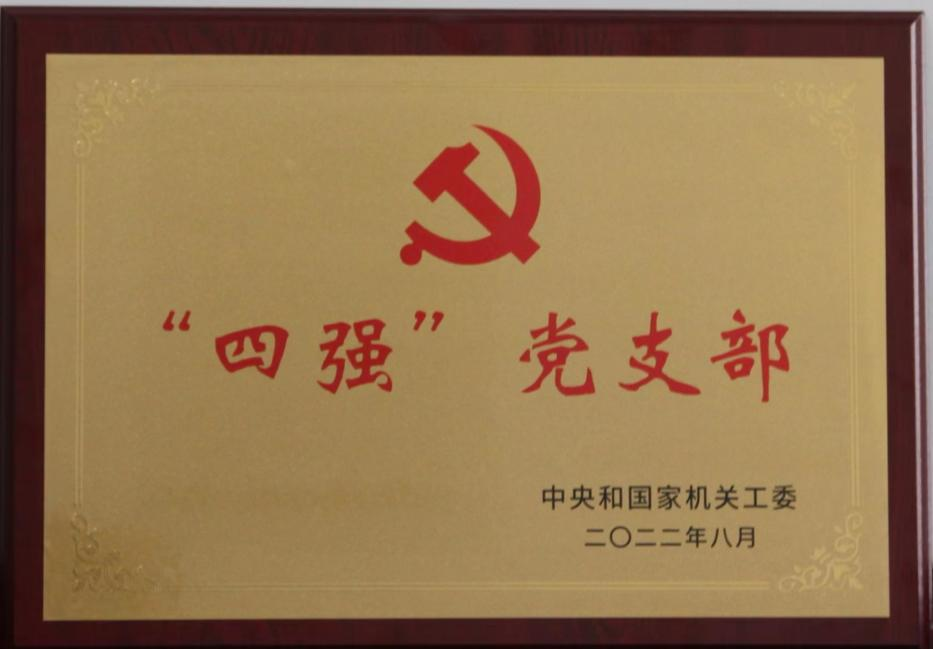 “四强”党支部
中央和国家机关工委
二〇二二年八月